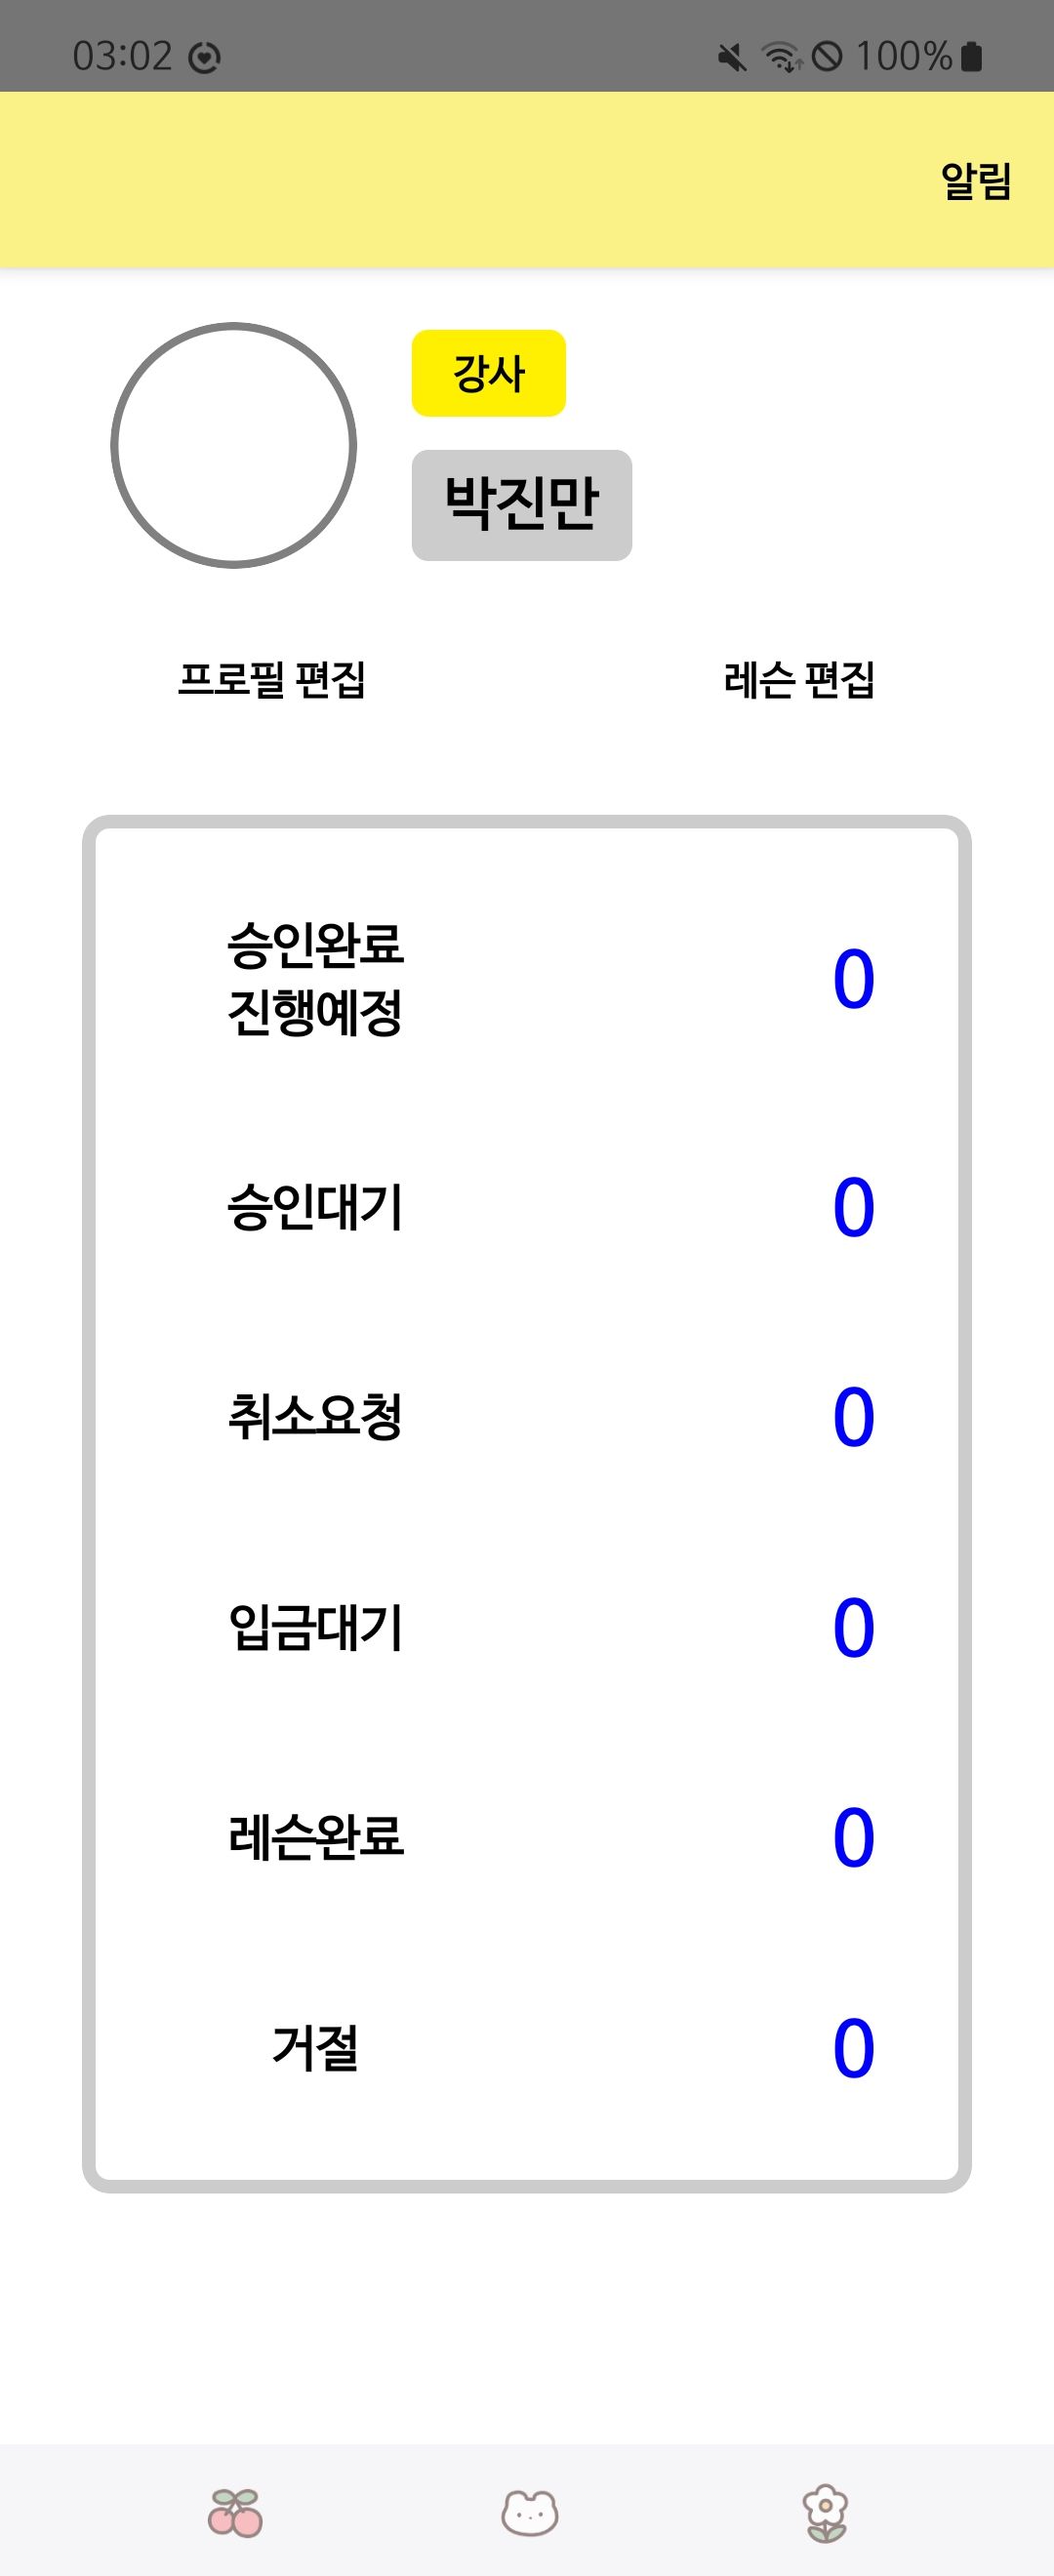 03:02 100%
알림
강사
박진만
프로필 편집 레슨 편집
승인완료
진행예정 0
승인대기 0
취소요청 0
입금대기 0
레슨완료 0
거절 0